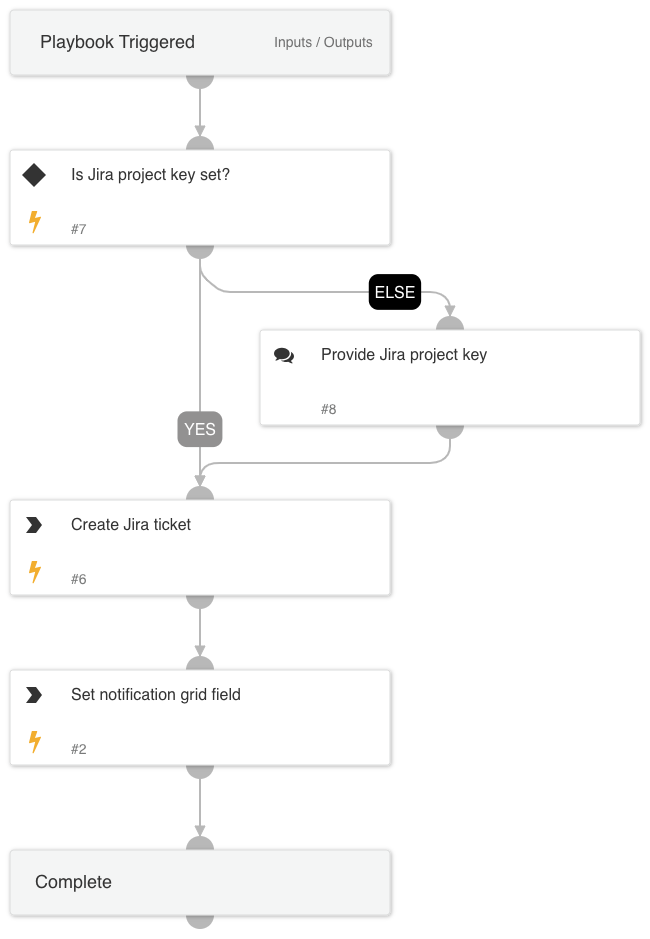 Playbook Triggered
Inputs / Outputs
Is Jira project key set?
#7
ELSE
Provide Jira project key
#8
YES
Create Jira ticket
#6
Set notification grid field
#2
Complete